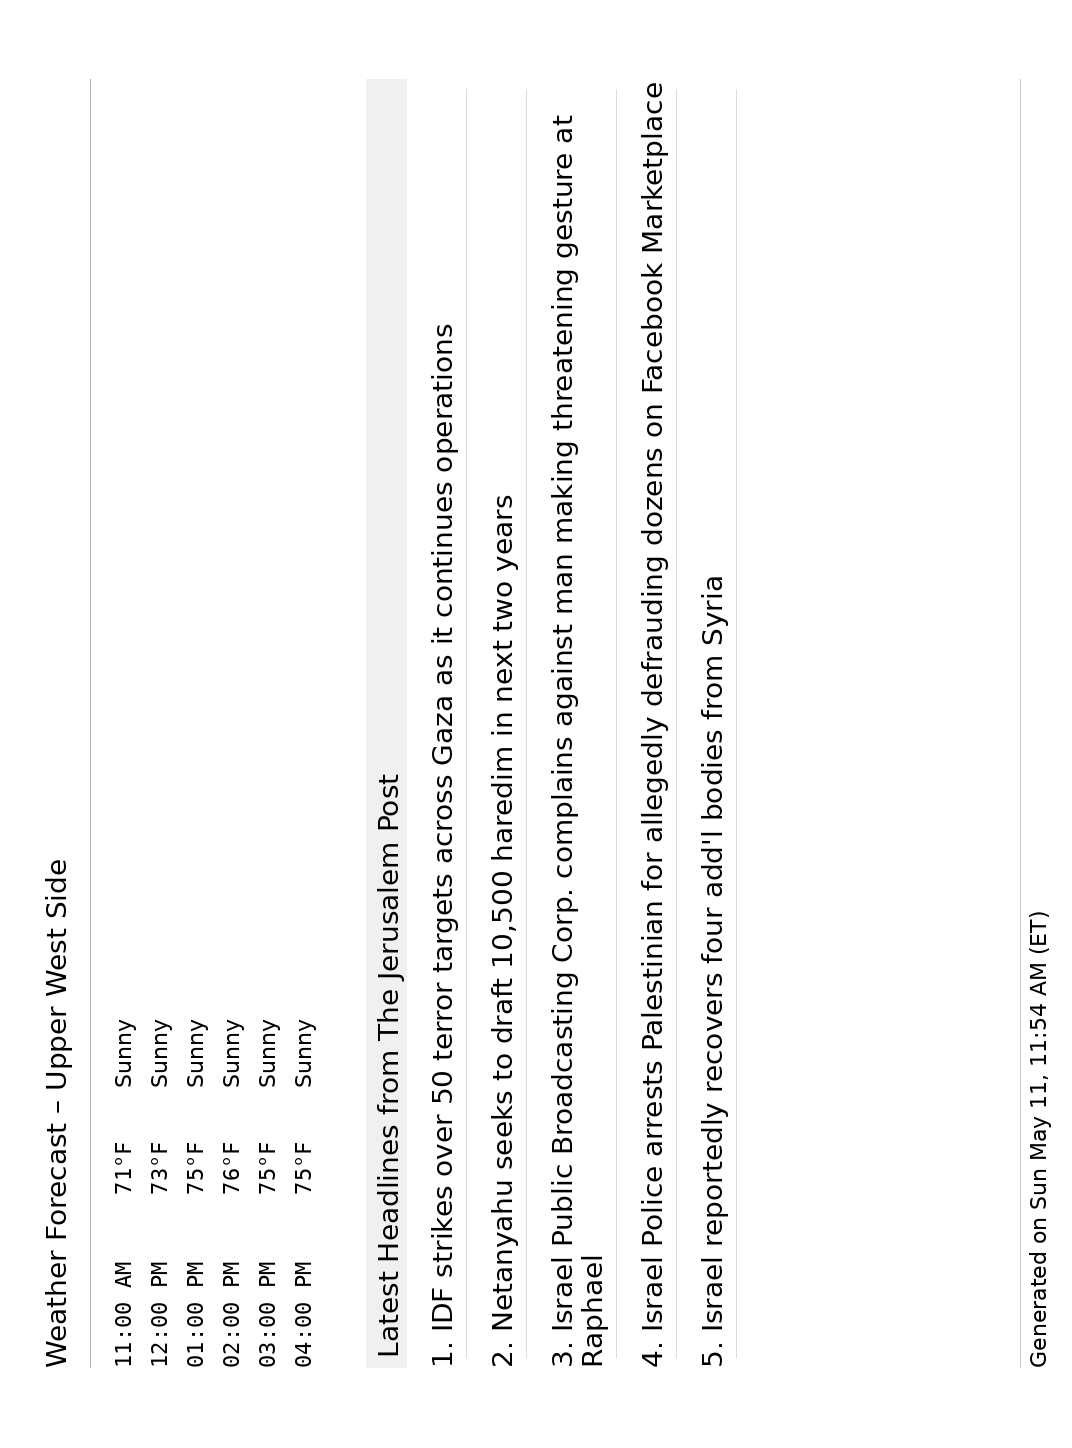 Weather Forecast – Upper West Side
11:00 AM 71°F Sunny
12:00 PM 73°F Sunny
01:00 PM 75°F Sunny
02:00 PM 76°F Sunny
03:00 PM 75°F Sunny
04:00 PM 75°F Sunny
Latest Headlines from The Jerusalem Post
1. IDF strikes over 50 terror targets across Gaza as it continues operations
2. Netanyahu seeks to draft 10,500 haredim in next two years
3. Israel Public Broadcasting Corp. complains against man making threatening gesture at
Raphael
4. Israel Police arrests Palestinian for allegedly defrauding dozens on Facebook Marketplace
5. Israel reportedly recovers four add'l bodies from Syria
Generated on Sun May 11, 11:54 AM (ET)